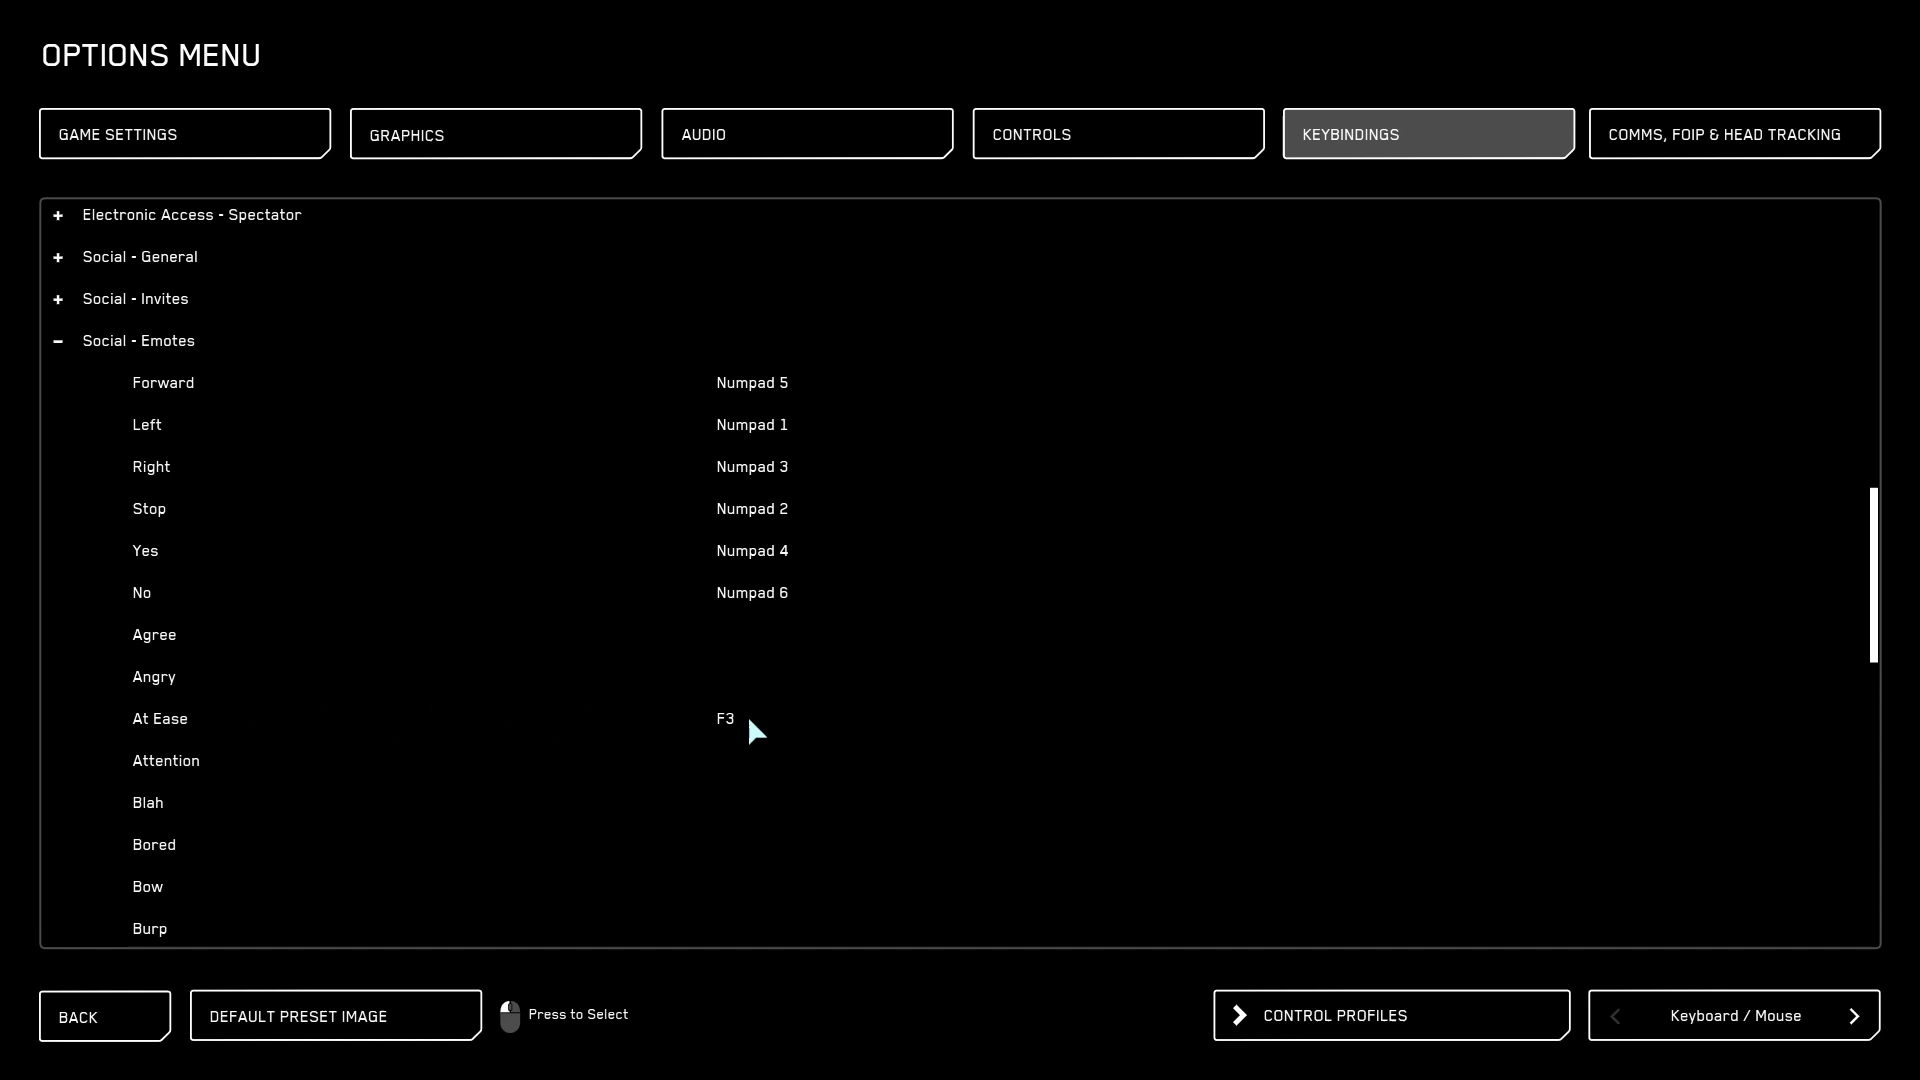 OPTIONS MENU
GAME SETTINGS
GRAPHICS
AUDIO
CONTROLS
KEYBINDINGS
COMMS, FOIP & HEAD TRACKING
+ Electronic Access - Spectator
+ Social - General
+ Social - Invites
- Social - Emotes
Forward Numpad 5
Left Numpad 1
Right Numpad 3
Stop Numpad 2
Yes Numpad 4
No Numpad 6
Agree
Angry
At Ease F3
Attention
Blah
Bored
Bow
Burp
BACK
DEFAULT PRESET IMAGE
Press to Select
CONTROL PROFILES
Keyboard / Mouse